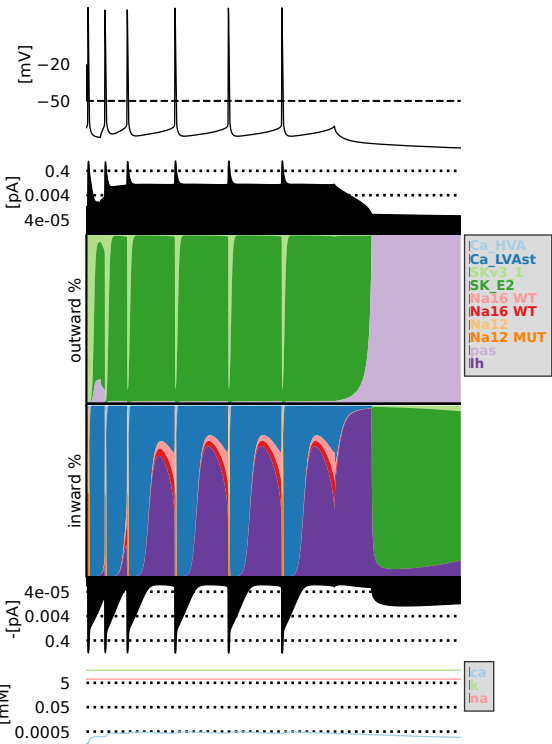 [mV]
−20
−50
[pA]
0.4
0.004
4e-05
outward %
Ca_HVA
Ca_LVAst
SKv3_1
SK_E2
Na16 WT
Na16 WT
Na12
Na12 MUT
pas
Ih
inward %
-[pA]
4e-05
0.004
0.4
[mM]
5
0.05
0.0005
ca
k
na